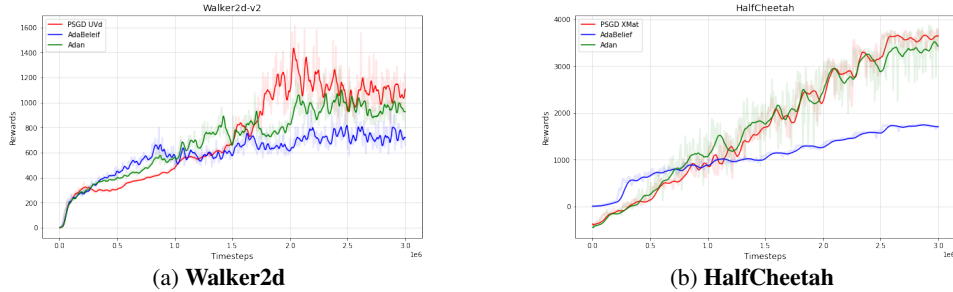 Walker2d-v2
PSGD UVd
AdaBeleif
Adan
1600
1400
1200
1000
800
600
400
200
0
Rewards
0.0 0.5 1.0 1.5 2.0 2.5 3.0
1e6
Timesteps
(a) Walker2d
HalfCheetah
PSGD XMat
AdaBelief
Adan
4000
3000
2000
1000
0
Rewards
0.0 0.5 1.0 1.5 2.0 2.5 3.0
1e6
Timesteps
(b) HalfCheetah